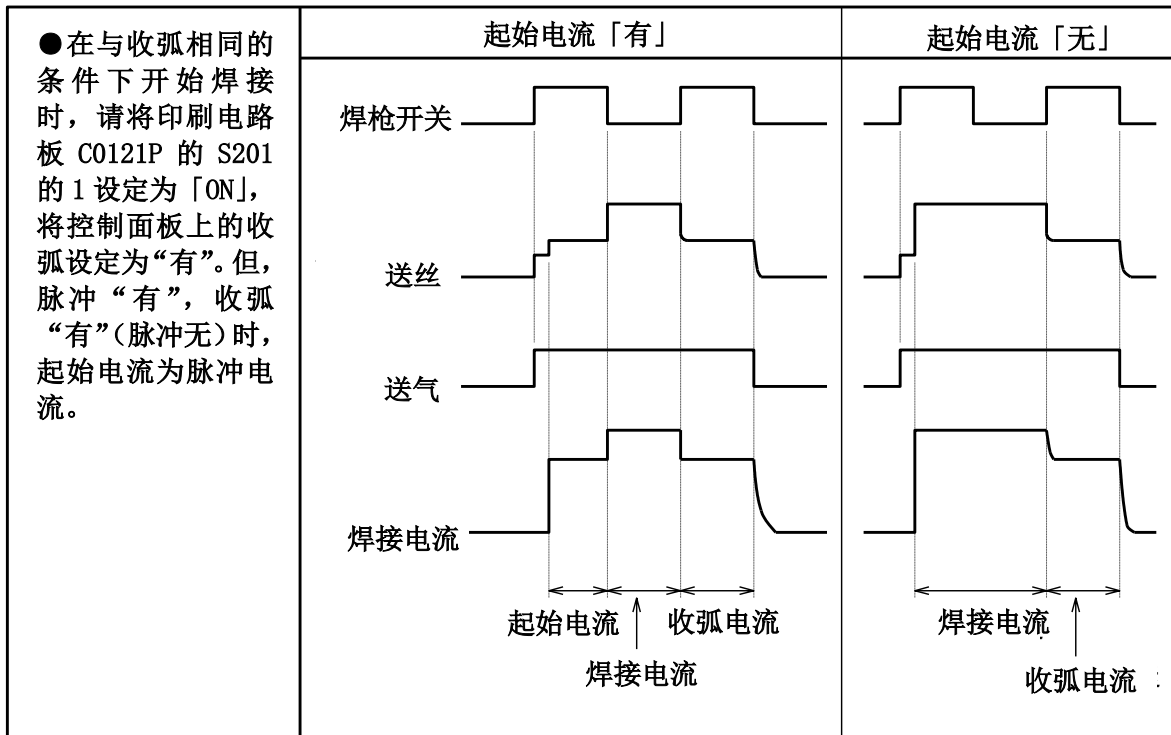 ●在与收弧相同的
条件下开始焊接
时，请将印刷电路
板 C0121P 的 S201
的 1 设定为「ON」，
将控制面板上的收
弧设定为“有”。但，
脉冲“有”，收弧
“有”（脉冲无）时，
起始电流为脉冲电
流。
起始电流「有」
焊枪开关
送丝
送气
焊接电流
起始电流
收弧电流
焊接电流
起始电流「无」
焊接电流
收弧电流